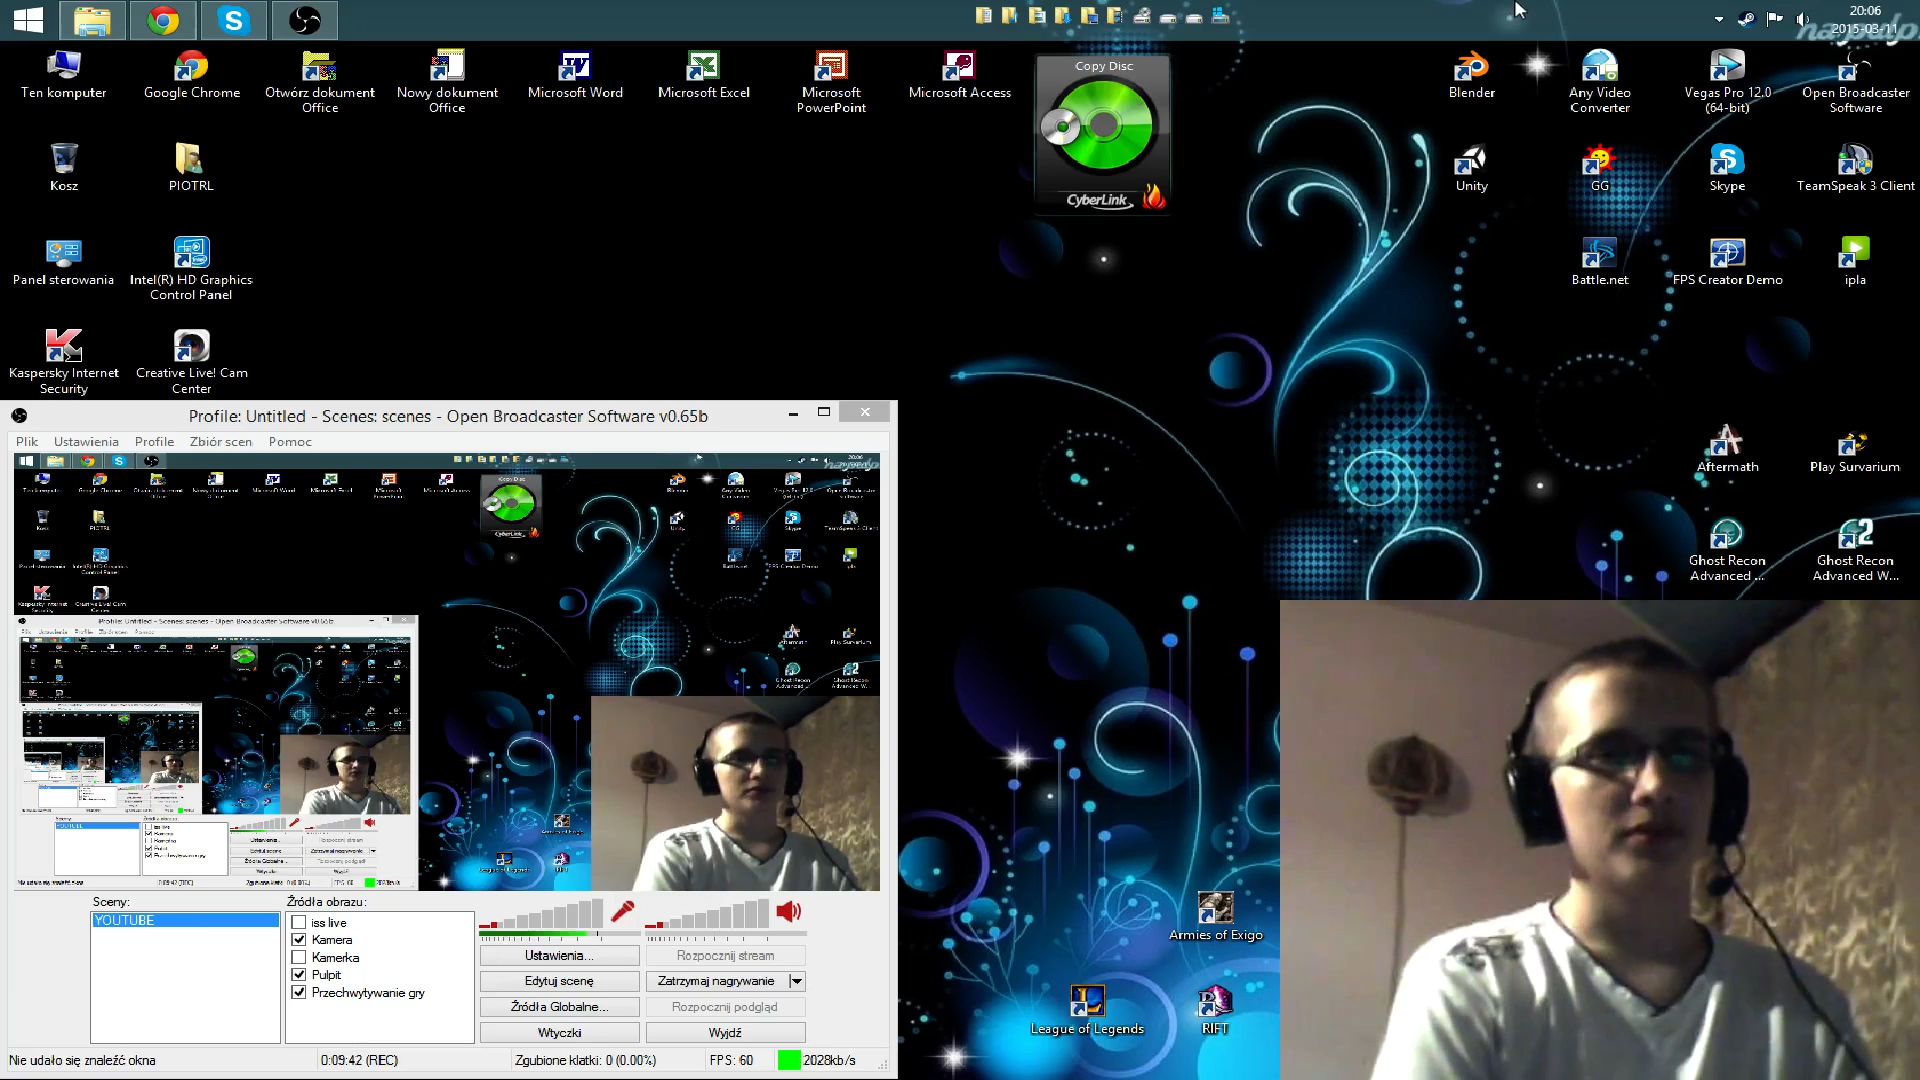 20:06
2015-03-11
Ten komputer
Google Chrome
Otwórz dokument
Office
Nowy dokument
Office
Microsoft Word
Microsoft Excel
Microsoft
PowerPoint
Microsoft Access
Copy Disc
CyberLink
Blender
Any Video
Converter
Vegas Pro 12.0
(64-bit)
Open Broadcaster
Software
Kosz
PIOTRL
Unity
GG
Skype
TeamSpeak 3 Client
Panel sterowania
Intel(R) HD Graphics
Control Panel
Battle.net
FPS Creator Demo
ipla
Kaspersky Internet
Security
Creative Live! Cam
Center
Aftermath
Play Survarium
Ghost Recon
Advanced ...
Ghost Recon
Advanced W...
Armies of Exigo
League of Legends
RIFT
Profile: Untitled - Scenes: scenes - Open Broadcaster Software v0.65b
Plik Ustawienia Profile Zbiór scen Pomoc
Sceny:
YOUTUBE
Źródła obrazu:
iss live
Kamera
Kamerka
Pulpit
Przechwytywanie gry
Ustawienia...
Rozpocznij stream
Edytuj scenę
Zatrzymaj nagrywanie
Źródła Globalne...
Rozpocznij podgląd
Wtyczki
Wyjdź
Nie udało się znaleźć okna
0:09:42 (REC)
Zgubione klatki: 0 (0.00%)
FPS: 60
2028kb/s